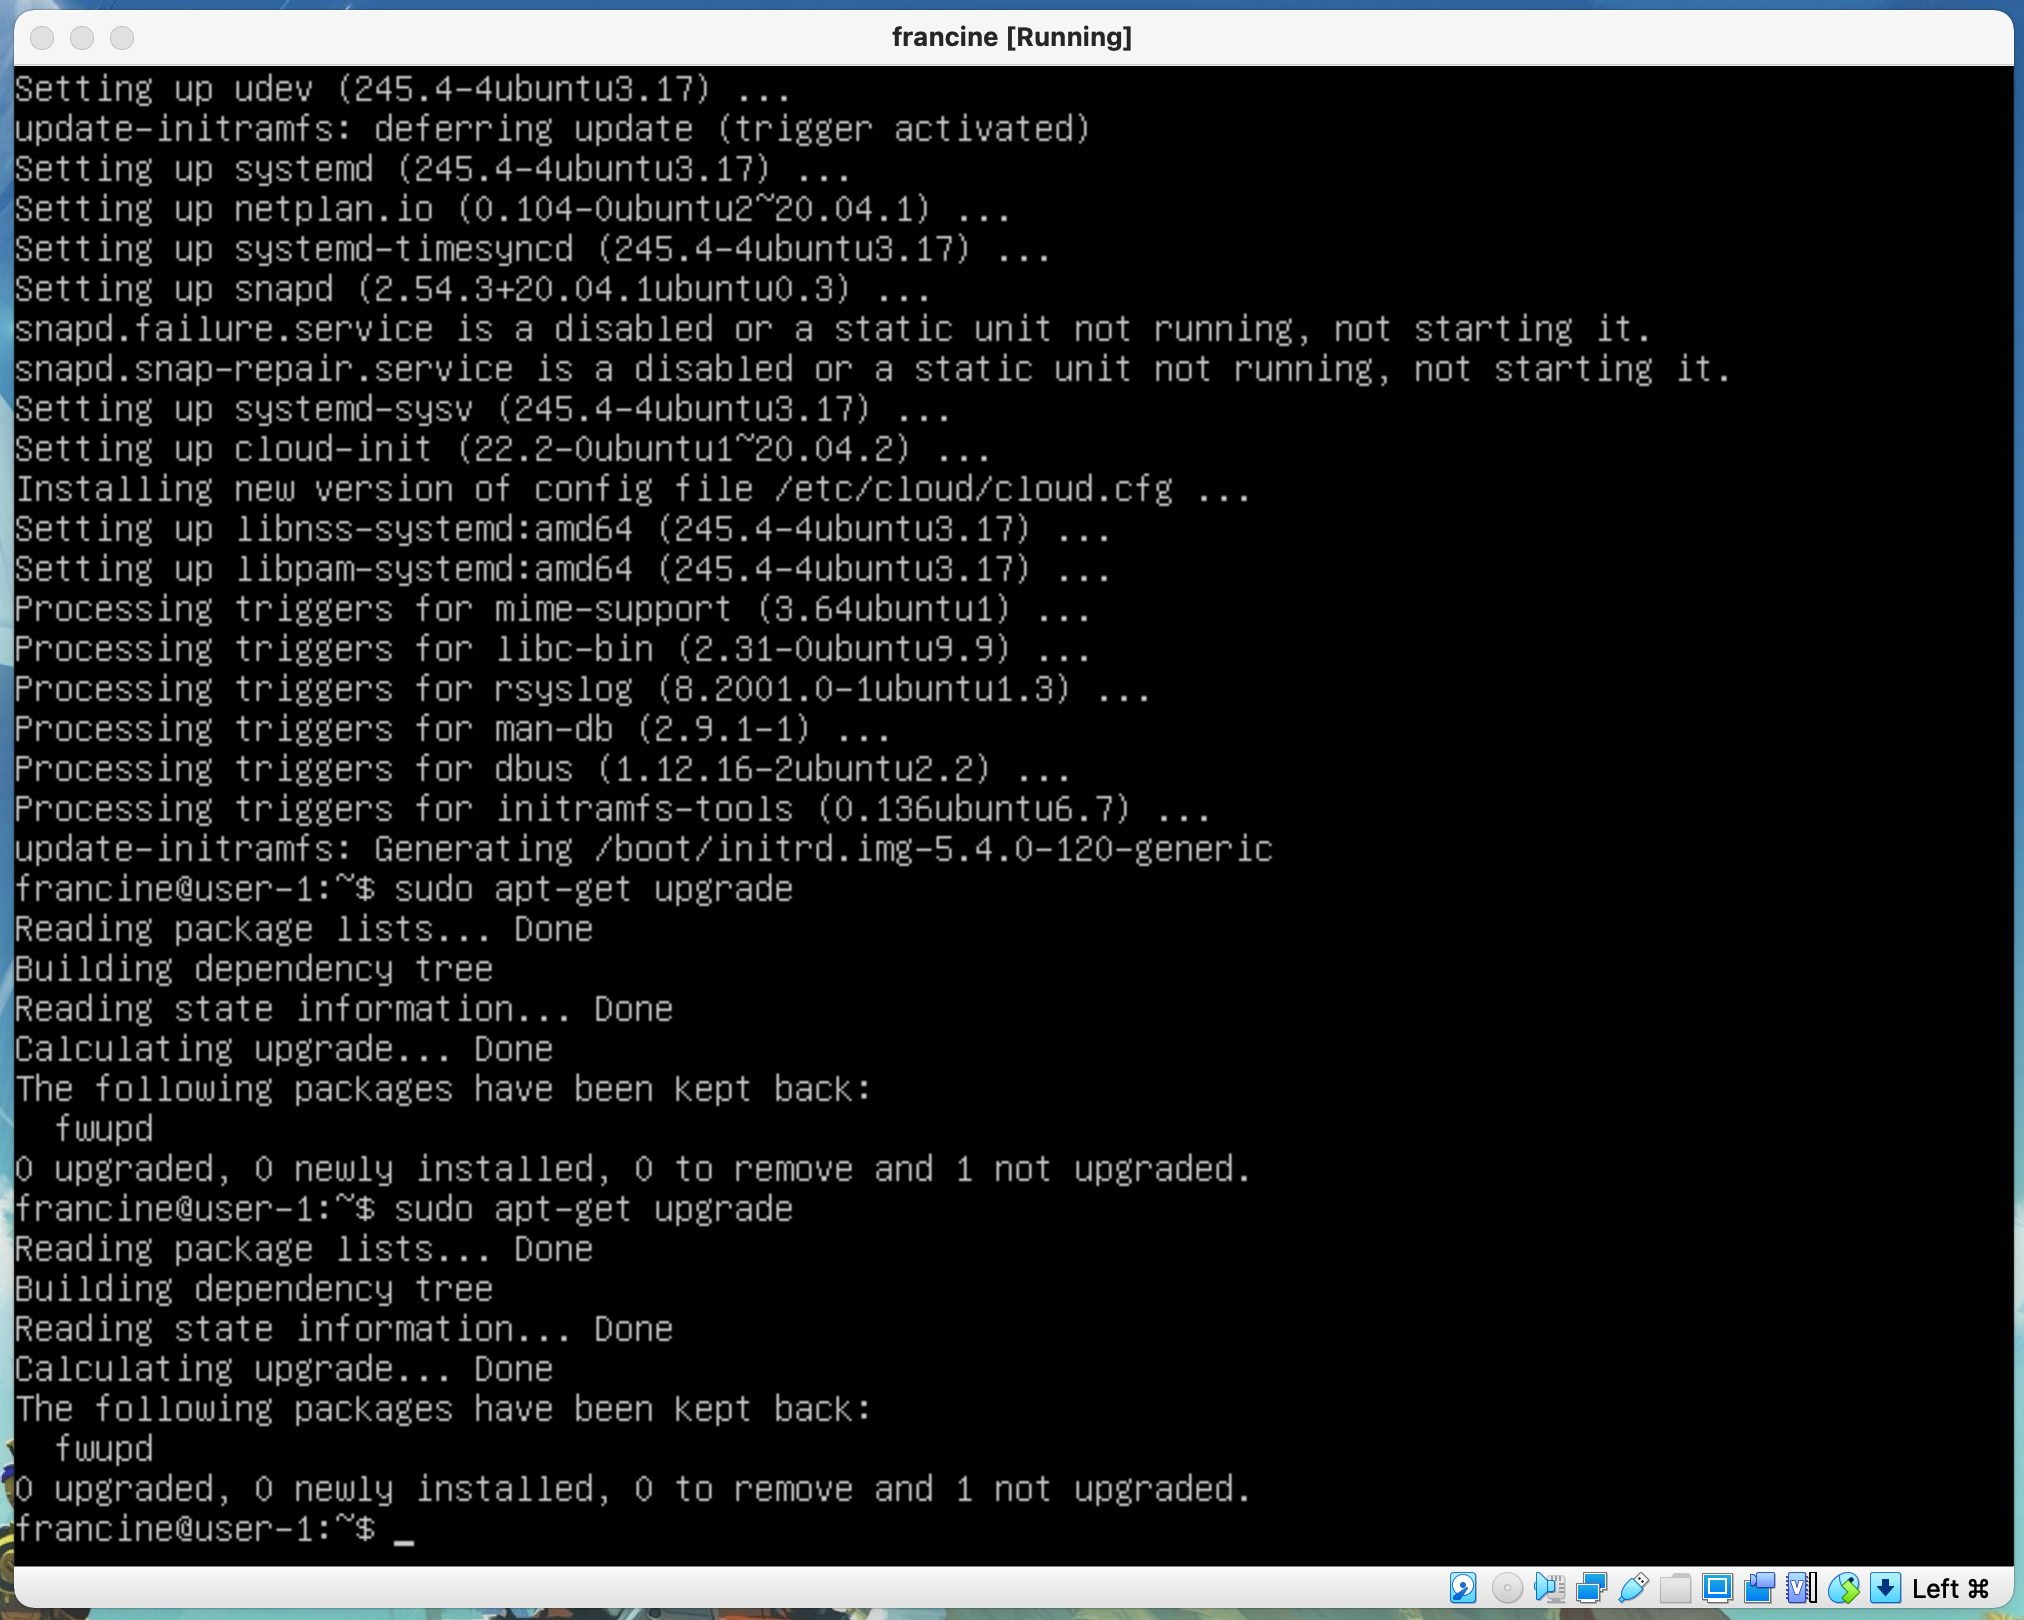 francine [Running]
Setting up udev (245.4-4ubuntu3.17) ...
update-initramfs: deferring update (trigger activated)
Setting up systemd (245.4-4ubuntu3.17) ...
Setting up netplan.io (0.104-0ubuntu2~20.04.1) ...
Setting up systemd-timesyncd (245.4-4ubuntu3.17) ...
Setting up snapd (2.54.3+20.04.1ubuntu0.3) ...
snapd.failure.service is a disabled or a static unit not running, not starting it.
snapd.snap-repair.service is a disabled or a static unit not running, not starting it.
Setting up systemd-sysv (245.4-4ubuntu3.17) ...
Setting up cloud-init (22.2-0ubuntu1~20.04.2) ...
Installing new version of config file /etc/cloud/cloud.cfg ...
Setting up libnss-systemd:amd64 (245.4-4ubuntu3.17) ...
Setting up libpam-systemd:amd64 (245.4-4ubuntu3.17) ...
Processing triggers for mime-support (3.64ubuntu1) ...
Processing triggers for libc-bin (2.31-0ubuntu9.9) ...
Processing triggers for rsyslog (8.2001.0-1ubuntu1.3) ...
Processing triggers for man-db (2.9.1-1) ...
Processing triggers for dbus (1.12.16-2ubuntu2.2) ...
Processing triggers for initramfs-tools (0.136ubuntu6.7) ...
update-initramfs: Generating /boot/initrd.img-5.4.0-120-generic
francine@user-1:~$ sudo apt-get upgrade
Reading package lists... Done
Building dependency tree
Reading state information... Done
Calculating upgrade... Done
The following packages have been kept back:
  fwupd
0 upgraded, 0 newly installed, 0 to remove and 1 not upgraded.
francine@user-1:~$ sudo apt-get upgrade
Reading package lists... Done
Building dependency tree
Reading state information... Done
Calculating upgrade... Done
The following packages have been kept back:
  fwupd
0 upgraded, 0 newly installed, 0 to remove and 1 not upgraded.
francine@user-1:~$ _
Left ⌘